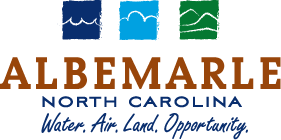 ALBEMARLE
NORTH CAROLINA
Water. Air. Land. Opportunity.